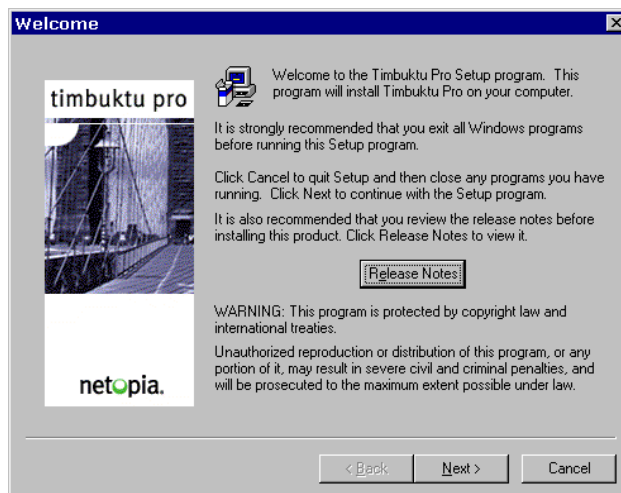 Welcome
timbuktu pro
Welcome to the Timbuktu Pro Setup program. This
program will install Timbuktu Pro on your computer.
It is strongly recommended that you exit all Windows programs
before running this Setup program.
Click Cancel to quit Setup and then close any programs you have
running. Click Next to continue with the Setup program.
It is also recommended that you review the release notes before
installing this product. Click Release Notes to view it.
Release Notes
WARNING: This program is protected by copyright law and
international treaties.
Unauthorized reproduction or distribution of this program, or any
portion of it, may result in severe civil and criminal penalties, and
will be prosecuted to the maximum extent possible under law.
netopia.
< Back
Next >
Cancel